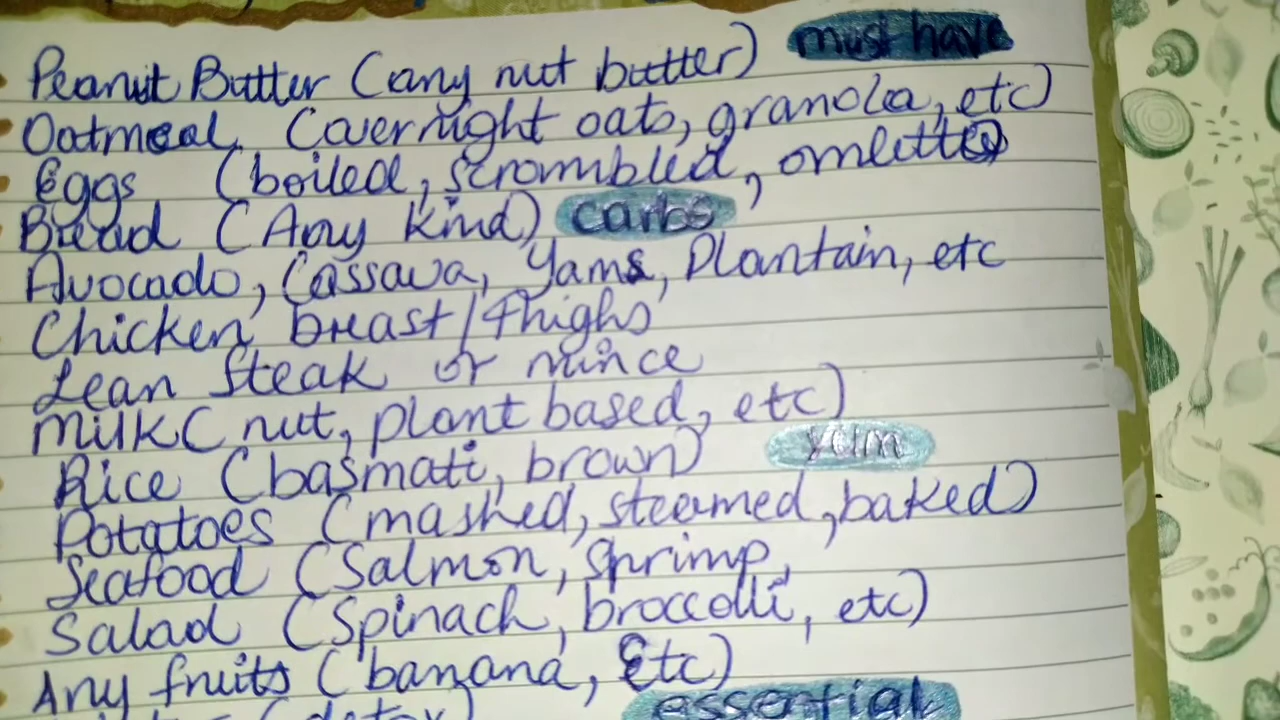 Peanut Butter (any nut butter) must have
Oatmeal (overnight oats, granola, etc)
Eggs (boiled, scrambled, omlette)
Bread (Any kind) carbs
Avocado, Cassava, Yams, Plantain, etc
Chicken breast/Thighs
Lean Steak or mince
Milk (nut, plant based, etc)
Rice (basmati, brown) yum
Potatoes (mashed, steamed, baked)
Seafood (Salmon, Shrimp,
Salad (Spinach, broccolli, etc)
Any fruits (banana, Etc)
(detox) essential